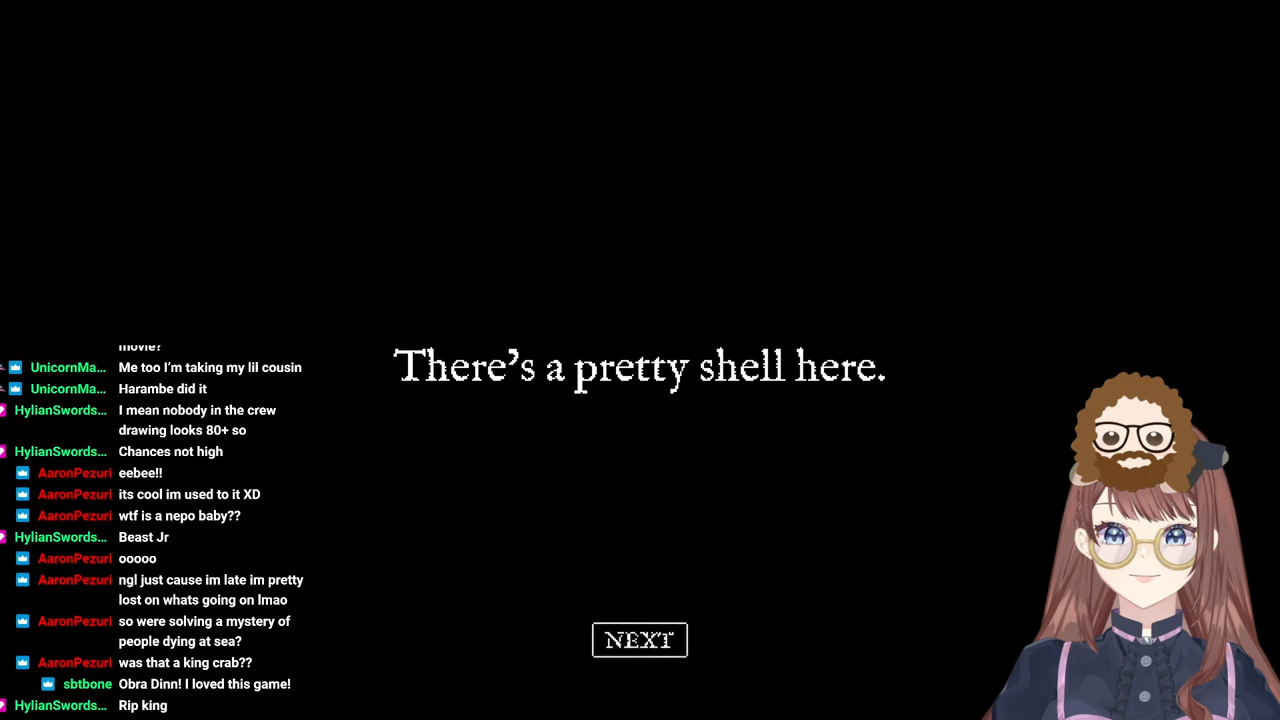 movie?
UnicornMa... Me too I'm taking my lil cousin
UnicornMa... Harambe did it
HylianSwords... I mean nobody in the crew
drawing looks 80+ so
HylianSwords... Chances not high
AaronPezuri eebee!!
AaronPezuri its cool im used to it XD
AaronPezuri wtf is a nepo baby??
HylianSwords... Beast Jr
AaronPezuri ooooo
AaronPezuri ngl just cause im late im pretty
lost on whats going on lmao
AaronPezuri so were solving a mystery of
people dying at sea?
AaronPezuri was that a king crab??
sbtbone Obra Dinn! I loved this game!
HylianSwords... Rip king
There's a pretty shell here.
NEXT